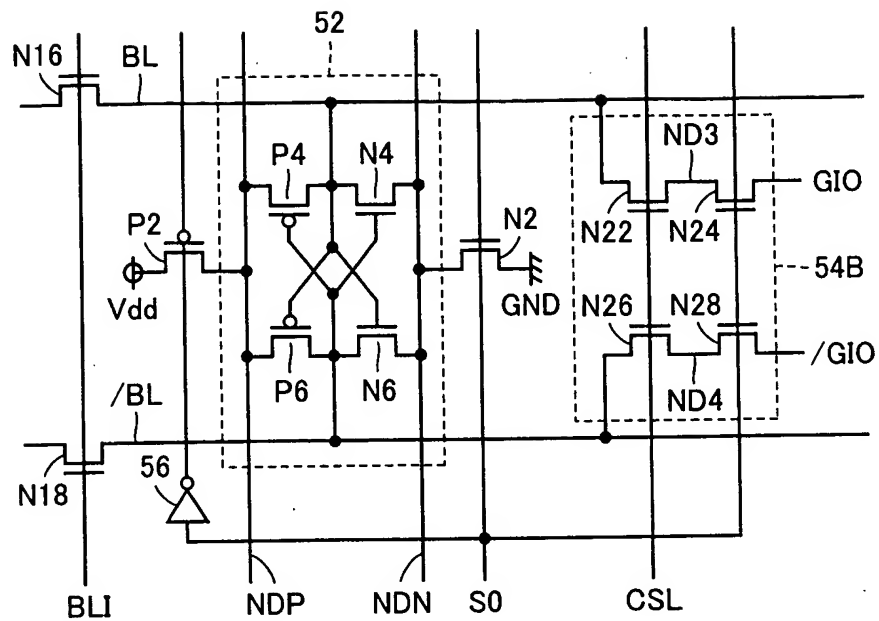 52
N16
BL
P4
N4
ND3
GIO
P2
N2
N22
N24
54B
Vdd
GND
N26
N28
P6
N6
/GIO
/BL
ND4
N18
56
BLI
NDP
NDN
S0
CSL